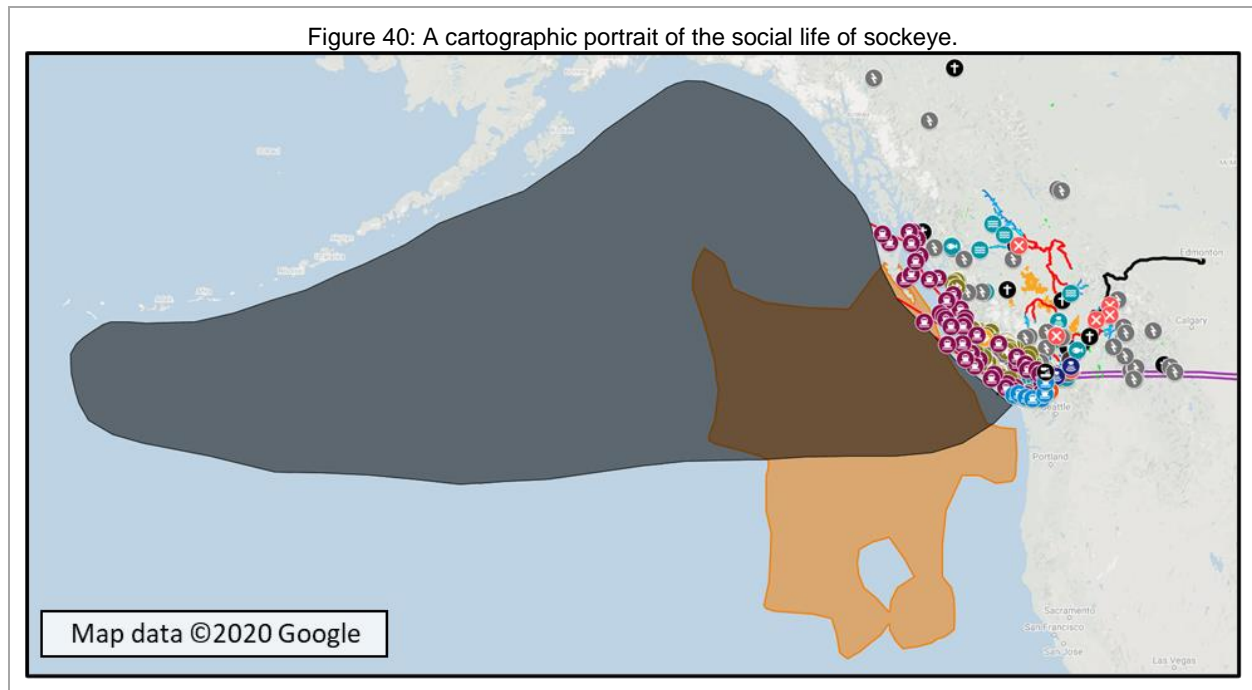 Figure 40: A cartographic portrait of the social life of sockeye.
Edmonton
Calgary
Seattle
Portland
Sacramento
San Francisco
San Jose
Las Vegas
Map data ©2020 Google